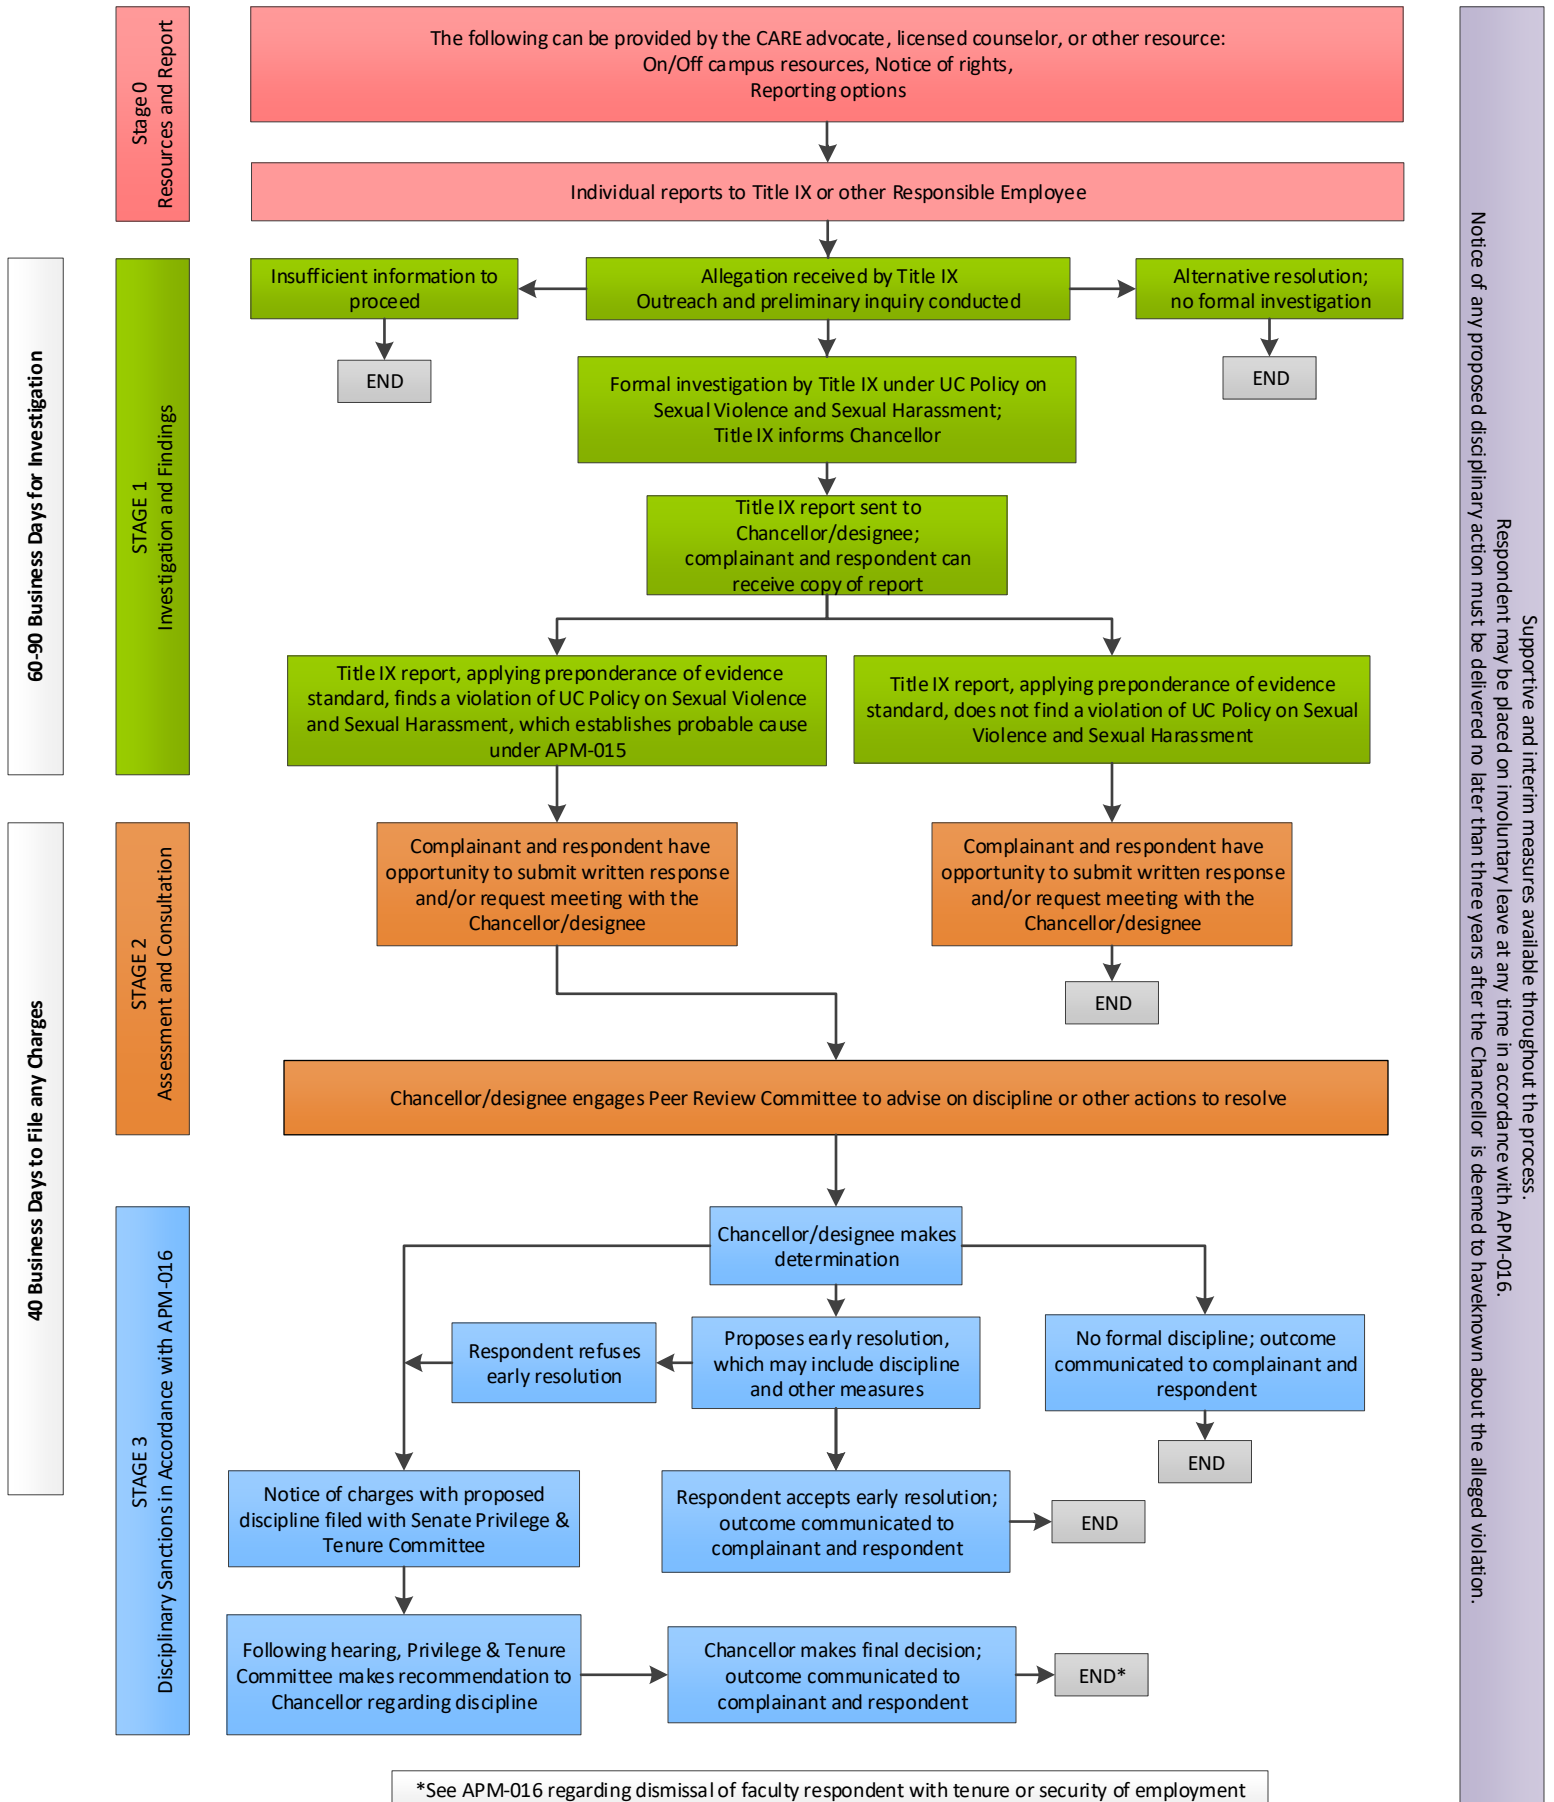 Stage 0
Resources and Report
The following can be provided by the CARE advocate, licensed counselor, or other resource:
On/Off campus resources, Notice of rights,
Reporting options
Individual reports to Title IX or other Responsible Employee
60-90 Business Days for Investigation
STAGE 1
Investigation and Findings
Insufficient information to
proceed
Allegation received by Title IX
Outreach and preliminary inquiry conducted
Alternative resolution;
no formal investigation
END
END
Formal investigation by Title IX under UC Policy on
Sexual Violence and Sexual Harassment;
Title IX informs Chancellor
Title IX report sent to
Chancellor/designee;
complainant and respondent can
receive copy of report
Title IX report, applying preponderance of evidence
standard, finds a violation of UC Policy on Sexual Violence
and Sexual Harassment, which establishes probable cause
under APM-015
Title IX report, applying preponderance of evidence
standard, does not find a violation of UC Policy on Sexual
Violence and Sexual Harassment
40 Business Days to File any Charges
STAGE 2
Assessment and Consultation
Complainant and respondent have
opportunity to submit written response
and/or request meeting with the
Chancellor/designee
Complainant and respondent have
opportunity to submit written response
and/or request meeting with the
Chancellor/designee
END
Chancellor/designee engages Peer Review Committee to advise on discipline or other actions to resolve
STAGE 3
Disciplinary Sanctions in Accordance with APM-016
Chancellor/designee makes
determination
Respondent refuses
early resolution
Proposes early resolution,
which may include discipline
and other measures
No formal discipline; outcome
communicated to complainant and
respondent
END
Notice of charges with proposed
discipline filed with Senate Privilege &
Tenure Committee
Respondent accepts early resolution;
outcome communicated to
complainant and respondent
END
Following hearing, Privilege & Tenure
Committee makes recommendation to
Chancellor regarding discipline
Chancellor makes final decision;
outcome communicated to
complainant and respondent
END*
*See APM-016 regarding dismissal of faculty respondent with tenure or security of employment
Supportive and interim measures available throughout the process.
Respondent may be placed on involuntary leave at any time in accordance with APM-016.
Notice of any proposed disciplinary action must be delivered no later than three years after the Chancellor is deemed to haveknown about the alleged violation.